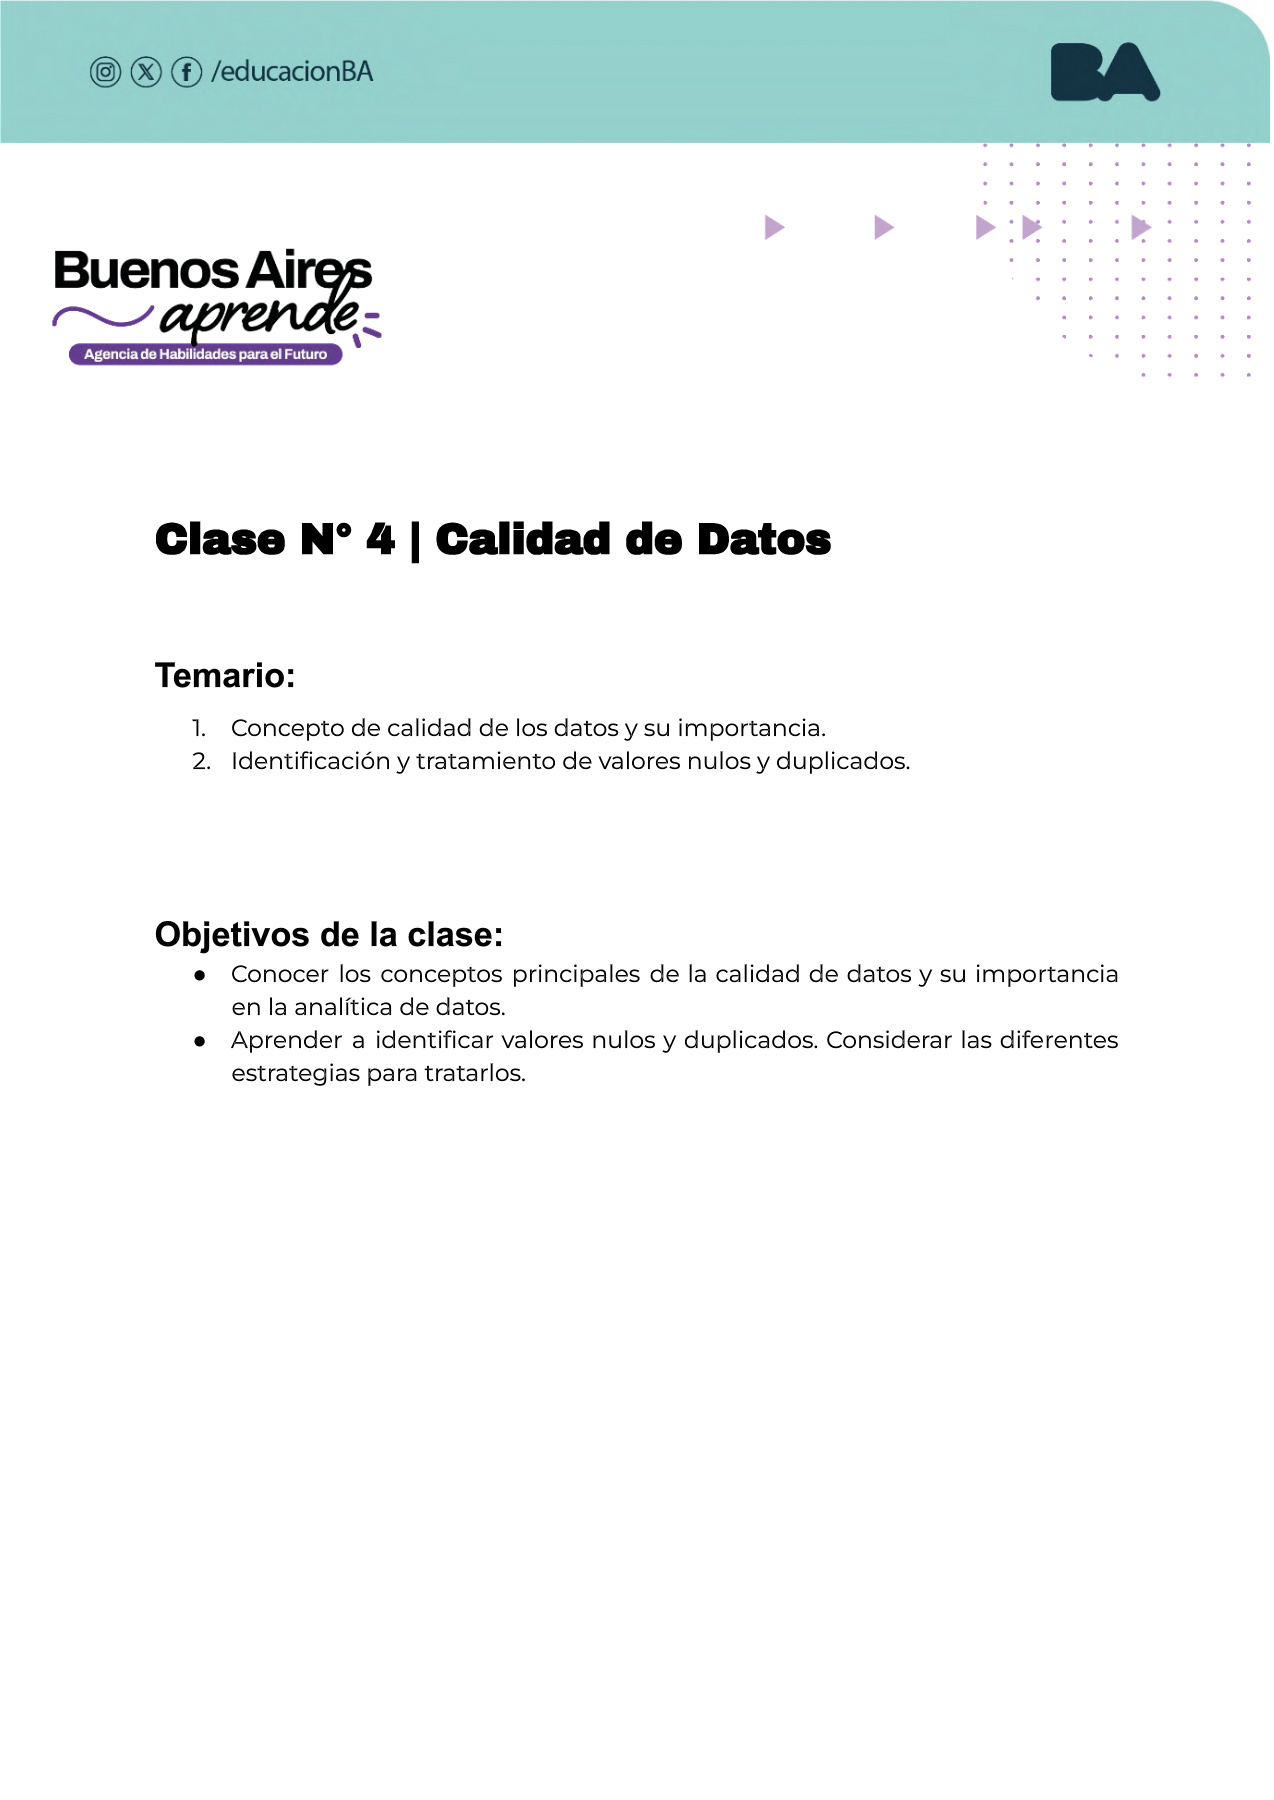 /educacionBA
BA
Buenos Aires
aprende
Agencia de Habilidades para el Futuro
Clase N° 4 | Calidad de Datos
Temario:
1. Concepto de calidad de los datos y su importancia.
2. Identificación y tratamiento de valores nulos y duplicados.
Objetivos de la clase:
● Conocer los conceptos principales de la calidad de datos y su importancia
en la analítica de datos.
● Aprender a identificar valores nulos y duplicados. Considerar las diferentes
estrategias para tratarlos.